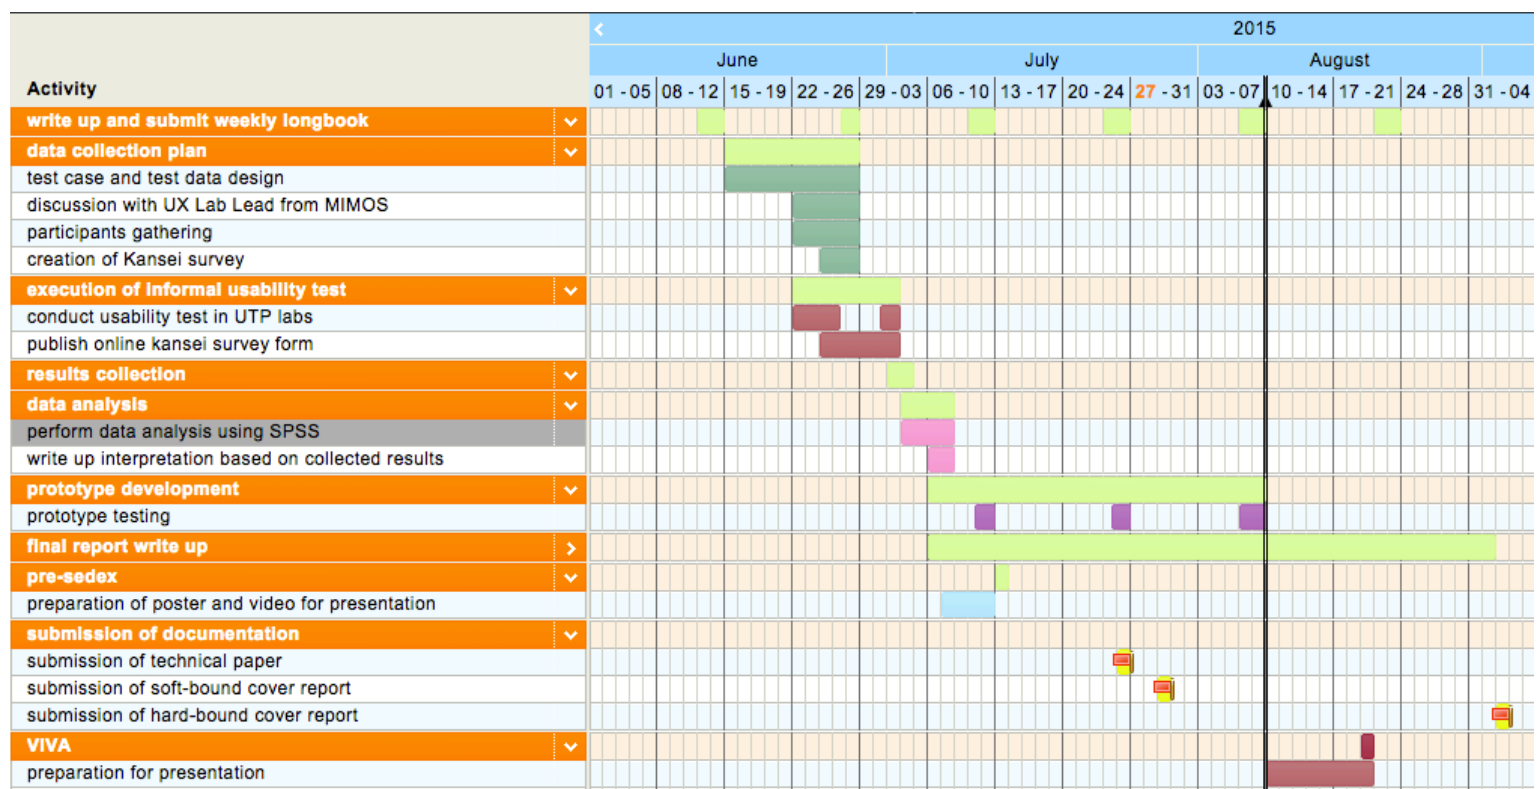 2015
June July August
Activity
01 - 05 08 - 12 15 - 19 22 - 26 29 - 03 06 - 10 13 - 17 20 - 24 27 - 31 03 - 07 10 - 14 17 - 21 24 - 28 31 - 04
write up and submit weekly longbook
data collection plan
test case and test data design
discussion with UX Lab Lead from MIMOS
participants gathering
creation of Kansei survey
execution of informal usability test
conduct usability test in UTP labs
publish online kansei survey form
results collection
data analysis
perform data analysis using SPSS
write up interpretation based on collected results
prototype development
prototype testing
final report write up
pre-sedex
preparation of poster and video for presentation
submission of documentation
submission of technical paper
submission of soft-bound cover report
submission of hard-bound cover report
VIVA
preparation for presentation